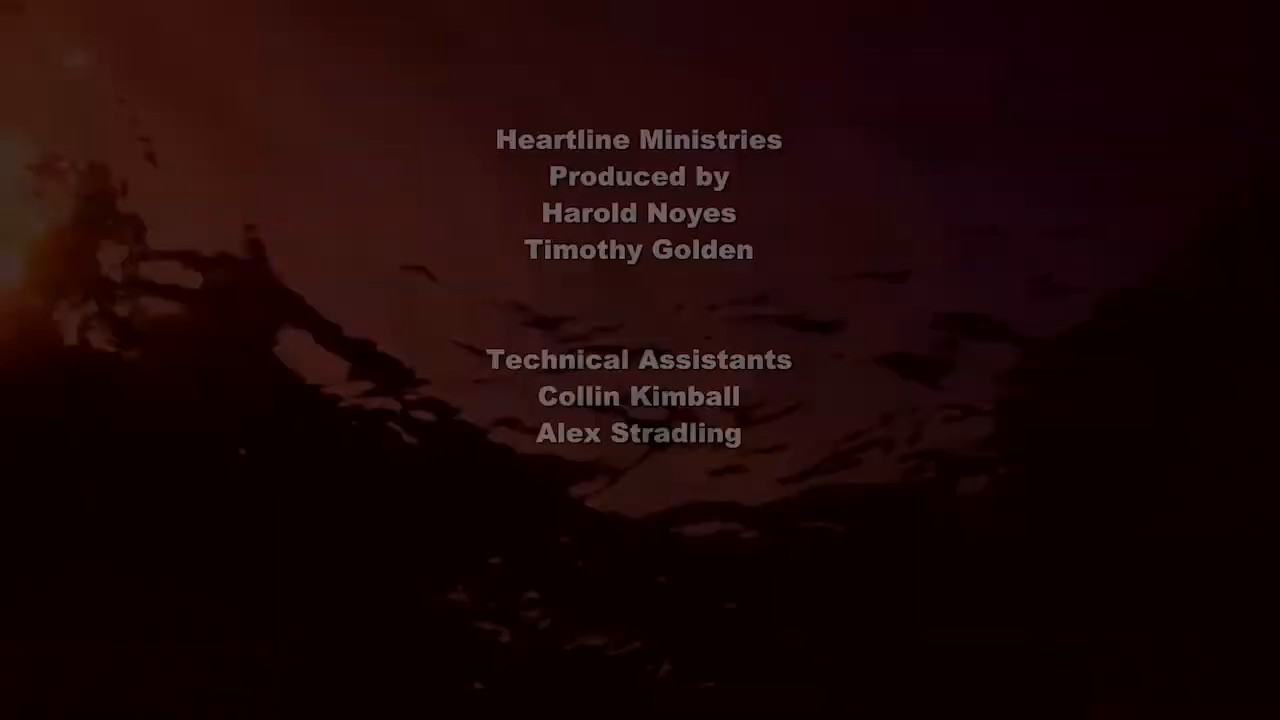 Heartline Ministries
Produced by
Harold Noyes
Timothy Golden
Technical Assistants
Collin Kimball
Alex Stradling